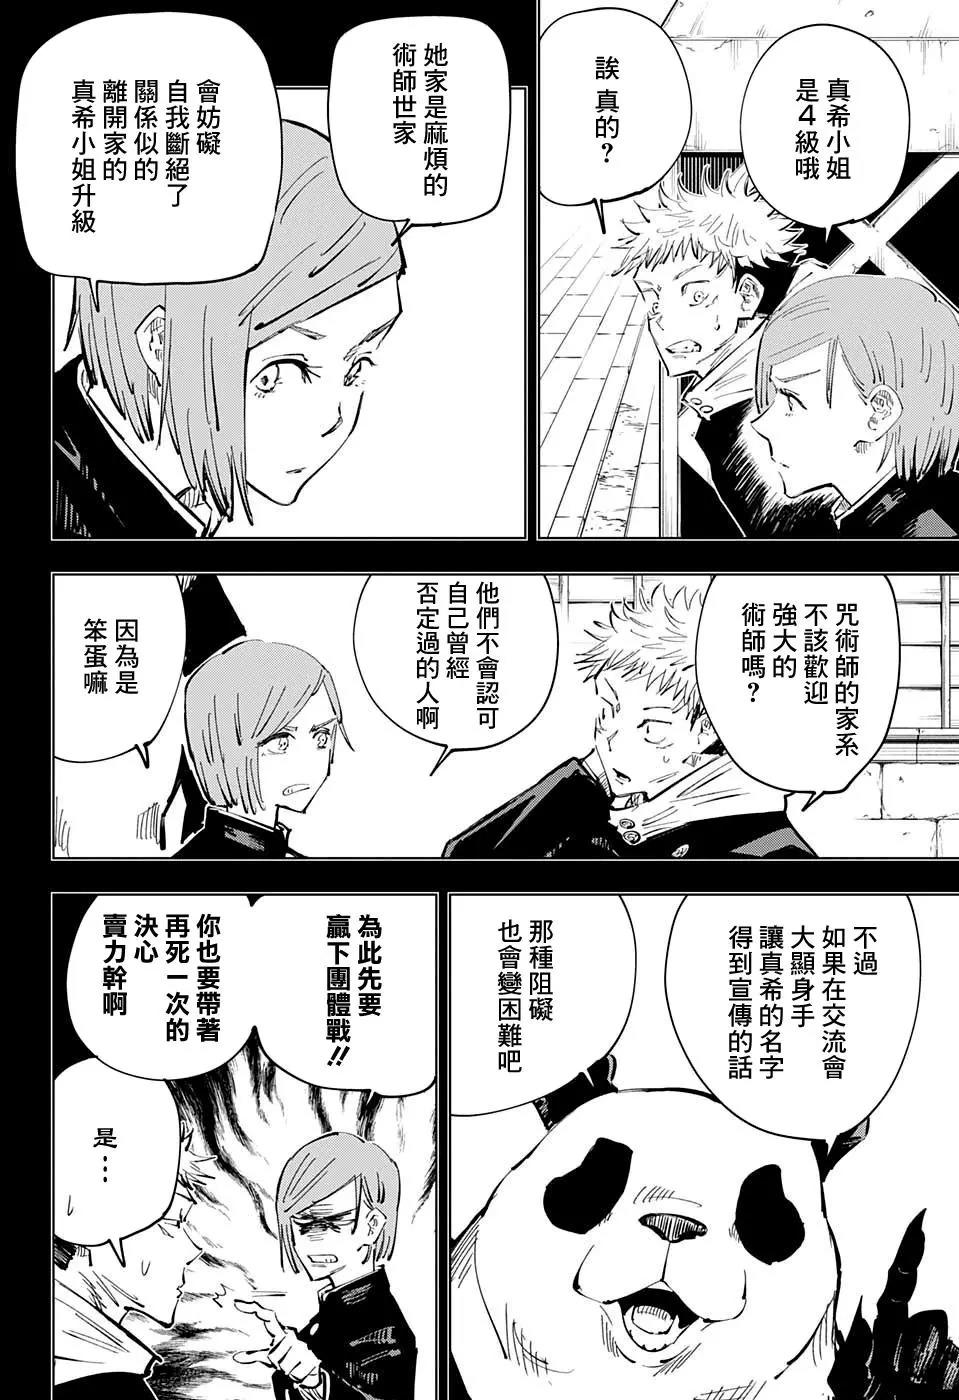 真希小姐
是4級哦
誒 真的?
她家是麻煩的
術師世家
會妨礙
自我斷絕了
關係似的
離開家的
真希小姐升級
咒術師的家系
不該歡迎
強大的
術師嗎?
他們不會認可
自己曾經
否定過的人啊
因為是
笨蛋嘛
不過
如果在交流會
大顯身手
讓真希的名字
得到宣傳的話
那種阻礙
也會變困難吧
為此先要
贏下團體戰!!
你也要帶著
再死一次的
決心
賣力幹啊
是…